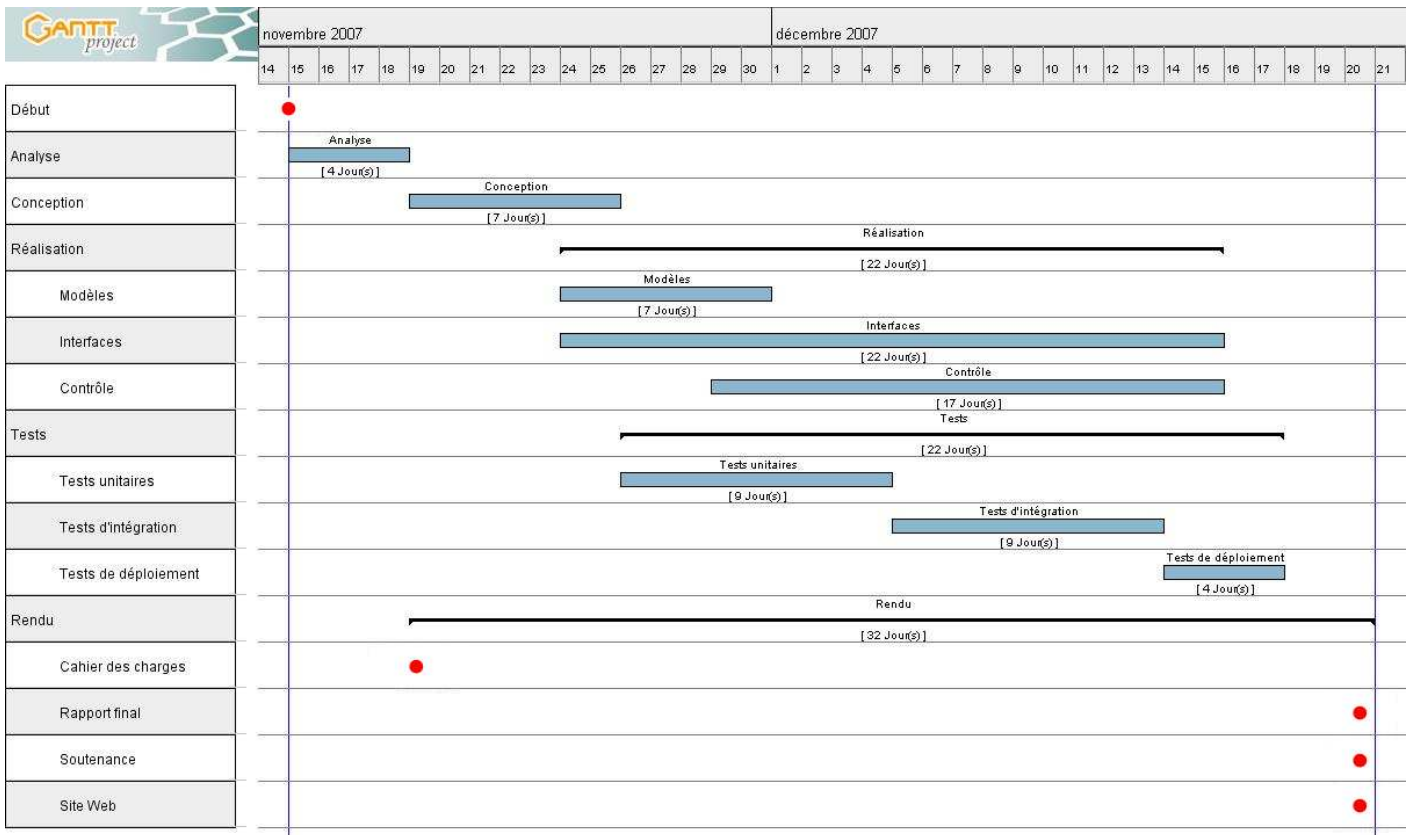 GANTT
project
novembre 2007 décembre 2007
14 15 16 17 18 19 20 21 22 23 24 25 26 27 28 29 30 1 2 3 4 5 6 7 8 9 10 11 12 13 14 15 16 17 18 19 20 21
Début
Analyse
Analyse
[ 4 Jour(s) ]
Conception
Conception
[ 7 Jour(s) ]
Réalisation
Réalisation
[ 22 Jour(s) ]
Modèles
Modèles
[ 7 Jour(s) ]
Interfaces
Interfaces
[ 22 Jour(s) ]
Contrôle
Contrôle
[ 17 Jour(s) ]
Tests
Tests
[ 22 Jour(s) ]
Tests unitaires
Tests unitaires
[ 9 Jour(s) ]
Tests d'intégration
Tests d'intégration
[ 9 Jour(s) ]
Tests de déploiement
Tests de déploiement
[ 4 Jour(s) ]
Rendu
Rendu
[ 32 Jour(s) ]
Cahier des charges
Rapport final
Soutenance
Site Web